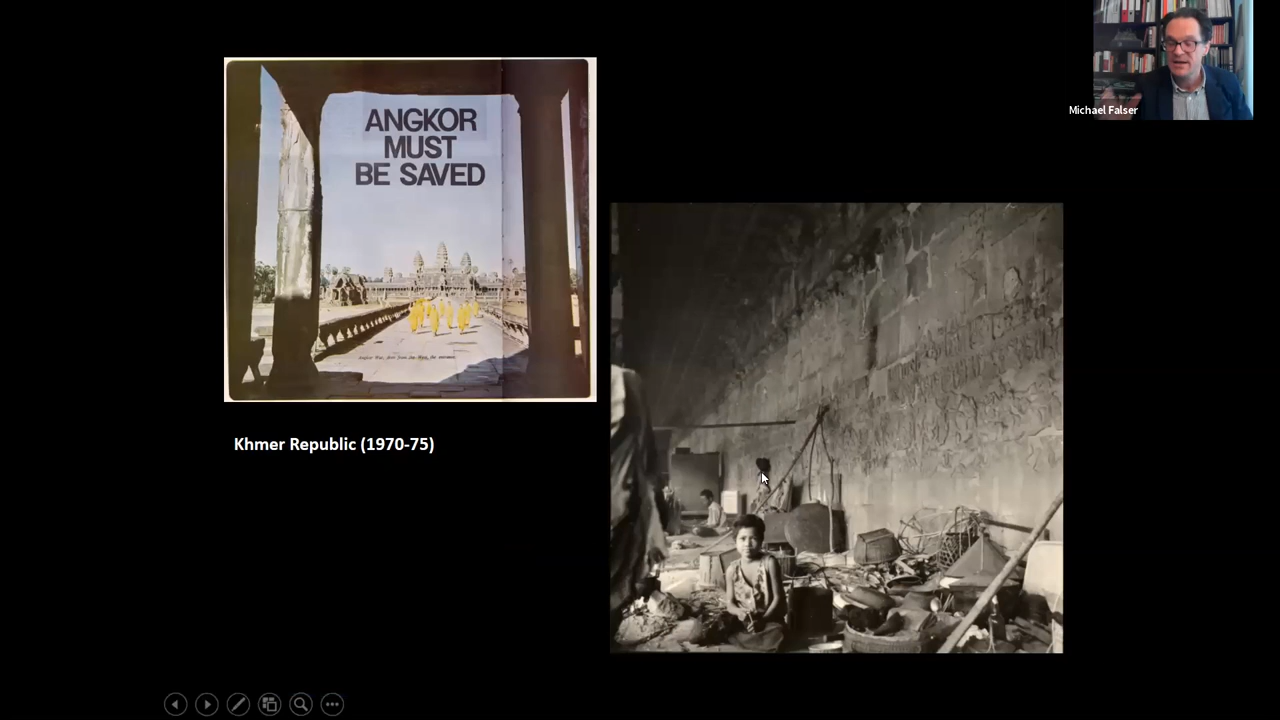 Michael Falser
ANGKOR
MUST
BE SAVED
Khmer Republic (1970-75)